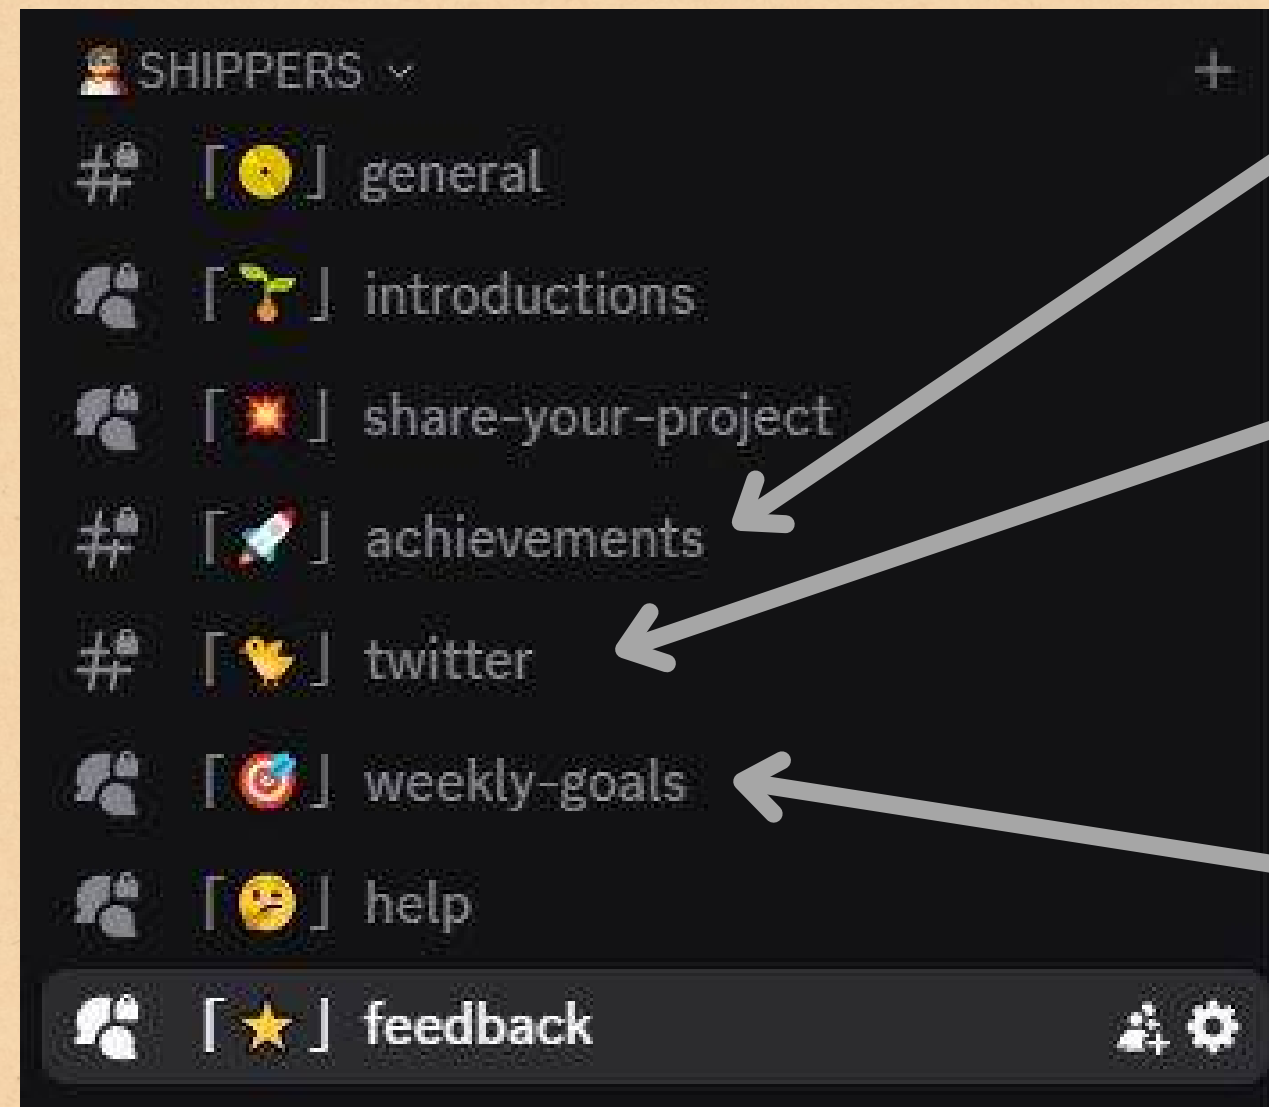 SHIPPERS
「 」 general
「 」 introductions
「 」 share-your-project
「 」 achievements
「 」 twitter
「 」 weekly-goals
「 」 help
「 」 feedback